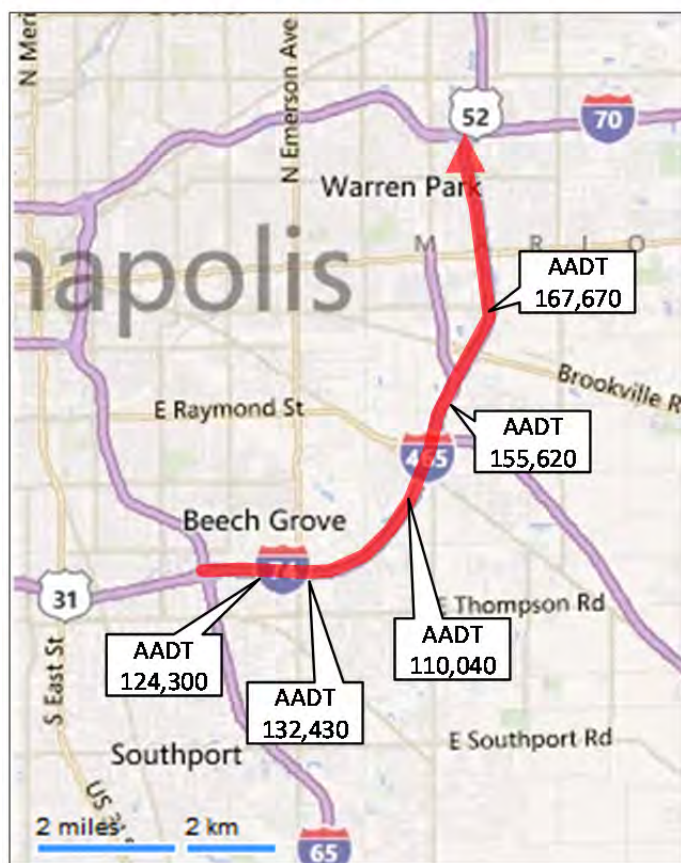 N Meri
N Emerson Ave
52
70
Warren Park
M A R I O
napolis
AADT
167,670
Brookville R
E Raymond St
AADT
155,620
465
Beech Grove
74
31
E Thompson Rd
AADT
124,300
AADT
110,040
AADT
132,430
S East St
E Southport Rd
Southport
US 3
2 miles
2 km
65